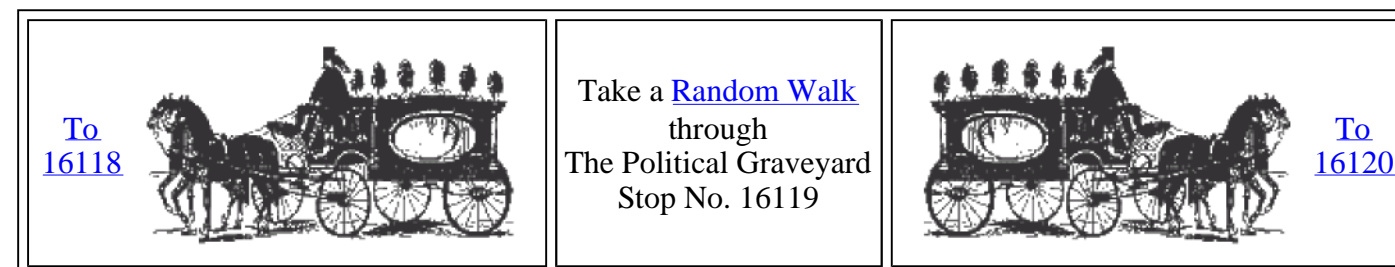 To
16118
Take a Random Walk
through
The Political Graveyard
Stop No. 16119
To
16120